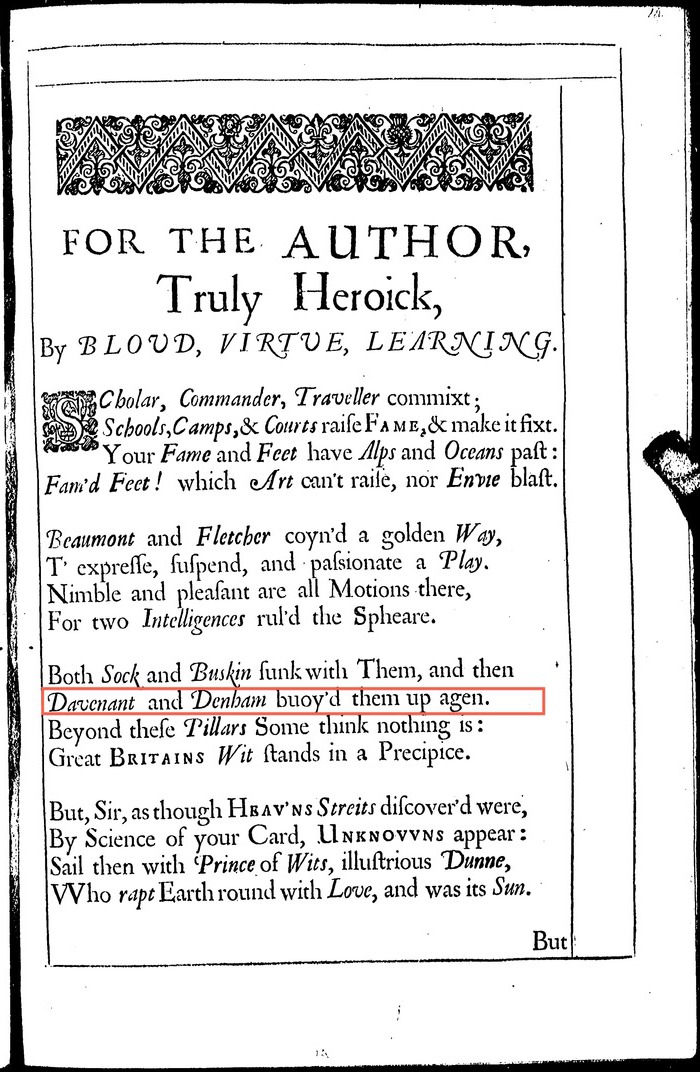 FOR THE AUTHOR,
Truly Heroick,
By BLOUD, VIRTUE, LEARNING.
SCholar, Commander, Traveller commixt;
Schools, Camps, & Courts raiſe FAME, & make it fixt.
Your Fame and Feet have Alps and Oceans paſt:
Fam'd Feet! which Art can't raiſe, nor Envie blaſt.
Beaumont and Fletcher coyn'd a golden Way,
T' expreſſe, ſuſpend, and paſsionate a Play.
Nimble and pleaſant are all Motions there,
For two Intelligences rul'd the Spheare.
Both Sock and Buskin ſunk with Them, and then
Davenant and Denham buoy'd them up agen.
Beyond theſe Pillars Some think nothing is:
Great BRITAINS Wit ſtands in a Precipice.
But, Sir, as though HEAV'NS Streits diſcover'd were,
By Science of your Card, UNKNOVVNS appear:
Sail then with Prince of Wits, illuſtrious Dunne,
VVho rapt Earth round with Love, and was its Sun.
But